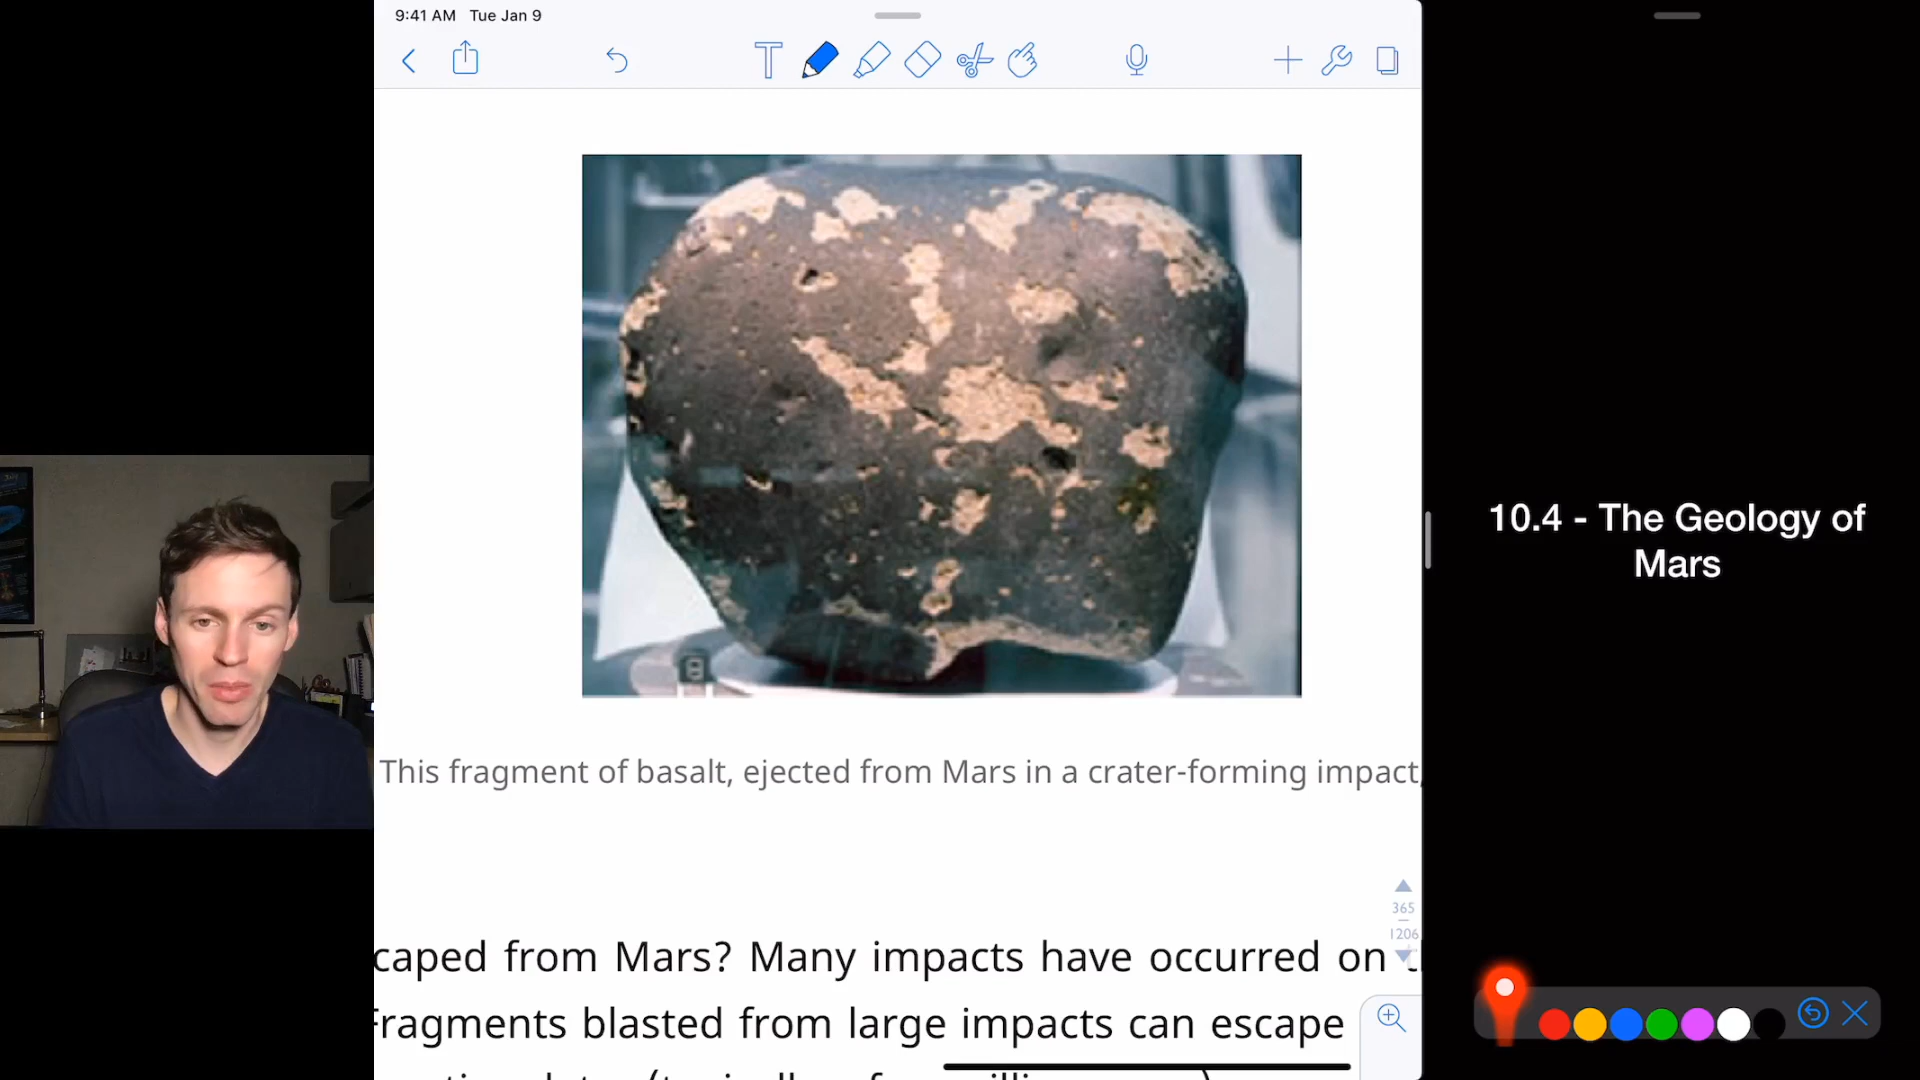 9:41 AM Tue Jan 9
This fragment of basalt, ejected from Mars in a crater-forming impact,
365
1206
caped from Mars? Many impacts have occurred on
Fragments blasted from large impacts can escape
10.4 - The Geology of
Mars